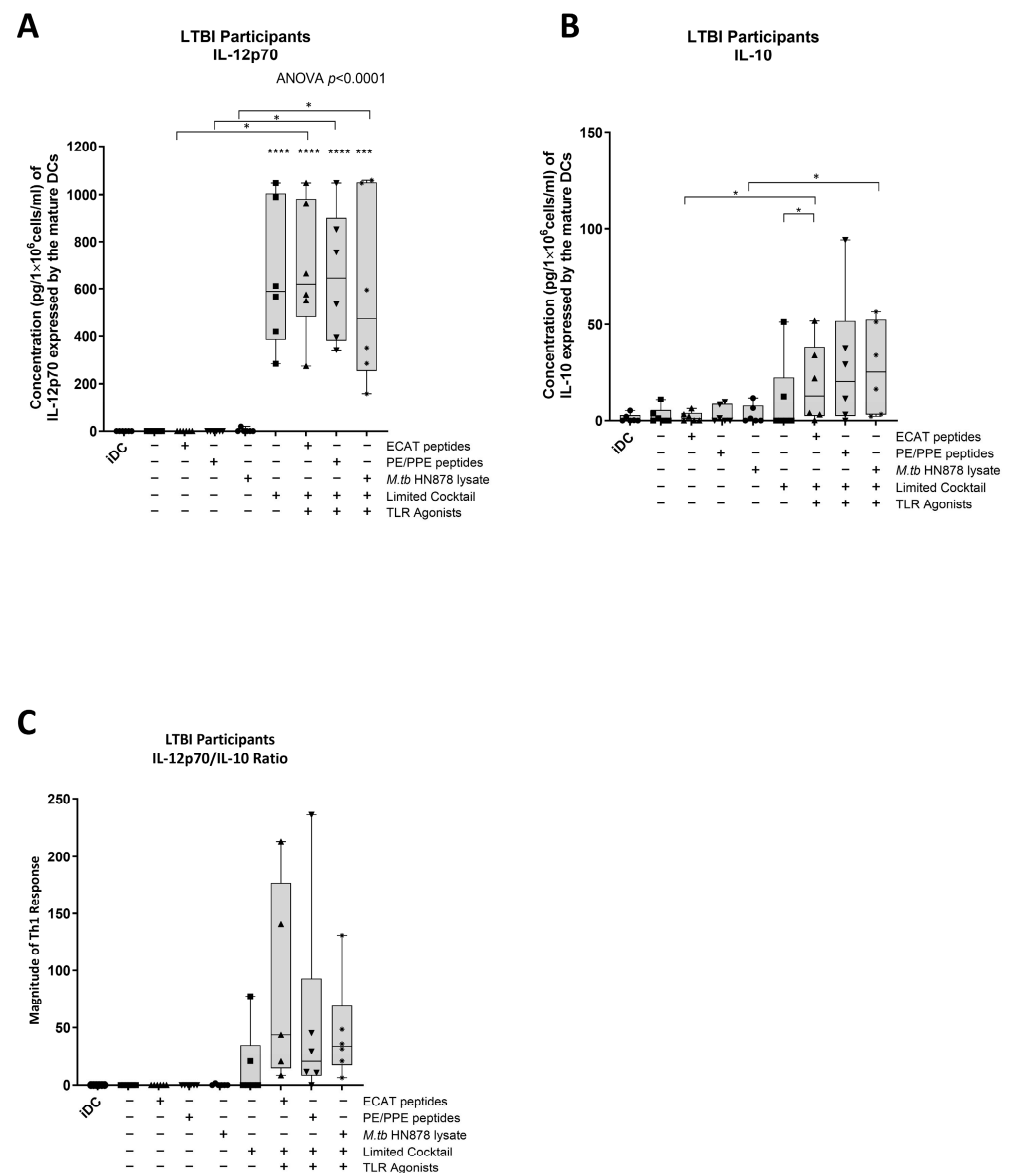 A
LTBI Participants
IL-12p70
ANOVA p<0.0001
*
*
*
**** **** **** ***
Concentration (pg/1×10⁶cells/ml) of
IL-12p70 expressed by the mature DCs
1200
1000
800
600
400
200
0
iDC
− + − − − + − − ECAT peptides
− − + − − − + − PE/PPE peptides
− − − + − − − + M.tb HN878 lysate
− − − − + + + + Limited Cocktail
− − − − − + + + TLR Agonists
B
LTBI Participants
IL-10
*
*
*
Concentration (pg/1×10⁶cells/ml) of
IL-10 expressed by the mature DCs
150
100
50
0
iDC
− + − − − + − − ECAT peptides
− − + − − − + − PE/PPE peptides
− − − + − − − + M.tb HN878 lysate
− − − − + + + + Limited Cocktail
− − − − − + + + TLR Agonists
C
LTBI Participants
IL-12p70/IL-10 Ratio
Magnitude of Th1 Response
250
200
150
100
50
0
iDC
− + − − − + − − ECAT peptides
− − + − − − + − PE/PPE peptides
− − − + − − − + M.tb HN878 lysate
− − − − + + + + Limited Cocktail
− − − − − + + + TLR Agonists